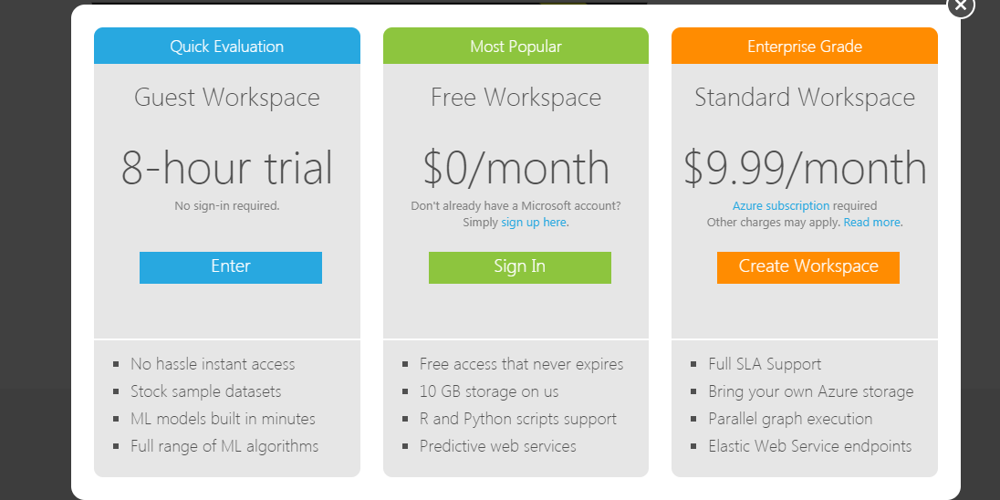 Quick Evaluation
Guest Workspace
8-hour trial
No sign-in required.
Enter
No hassle instant access
Stock sample datasets
ML models built in minutes
Full range of ML algorithms
Most Popular
Free Workspace
$0/month
Don't already have a Microsoft account?
Simply sign up here.
Sign In
Free access that never expires
10 GB storage on us
R and Python scripts support
Predictive web services
Enterprise Grade
Standard Workspace
$9.99/month
Azure subscription required
Other charges may apply. Read more.
Create Workspace
Full SLA Support
Bring your own Azure storage
Parallel graph execution
Elastic Web Service endpoints